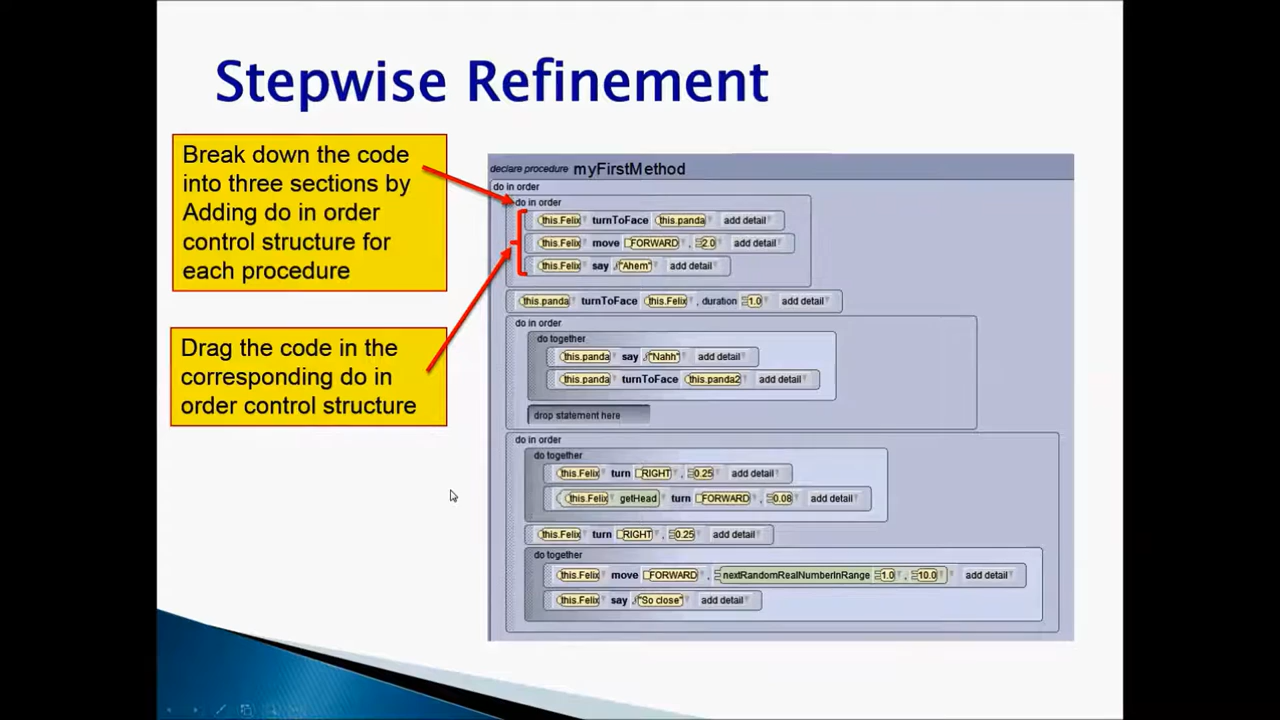 Stepwise Refinement
Break down the code
into three sections by
Adding do in order
control structure for
each procedure
Drag the code in the
corresponding do in
order control structure
declare procedure myFirstMethod
do in order
do in order
this.Felix turnToFace this.panda add detail
this.Felix move FORWARD , 2.0 add detail
this.Felix say "Ahem" add detail
this.panda turnToFace this.Felix , duration 1.0 add detail
do in order
do together
this.panda say "Nahh" add detail
this.panda turnToFace this.panda2 add detail
drop statement here
do in order
do together
this.Felix turn RIGHT , 0.25 add detail
this.Felix getHead turn FORWARD , 0.08 add detail
this.Felix turn RIGHT , 0.25 add detail
do together
this.Felix move FORWARD , nextRandomRealNumberInRange 1.0 , 10.0 add detail
this.Felix say "So close" add detail